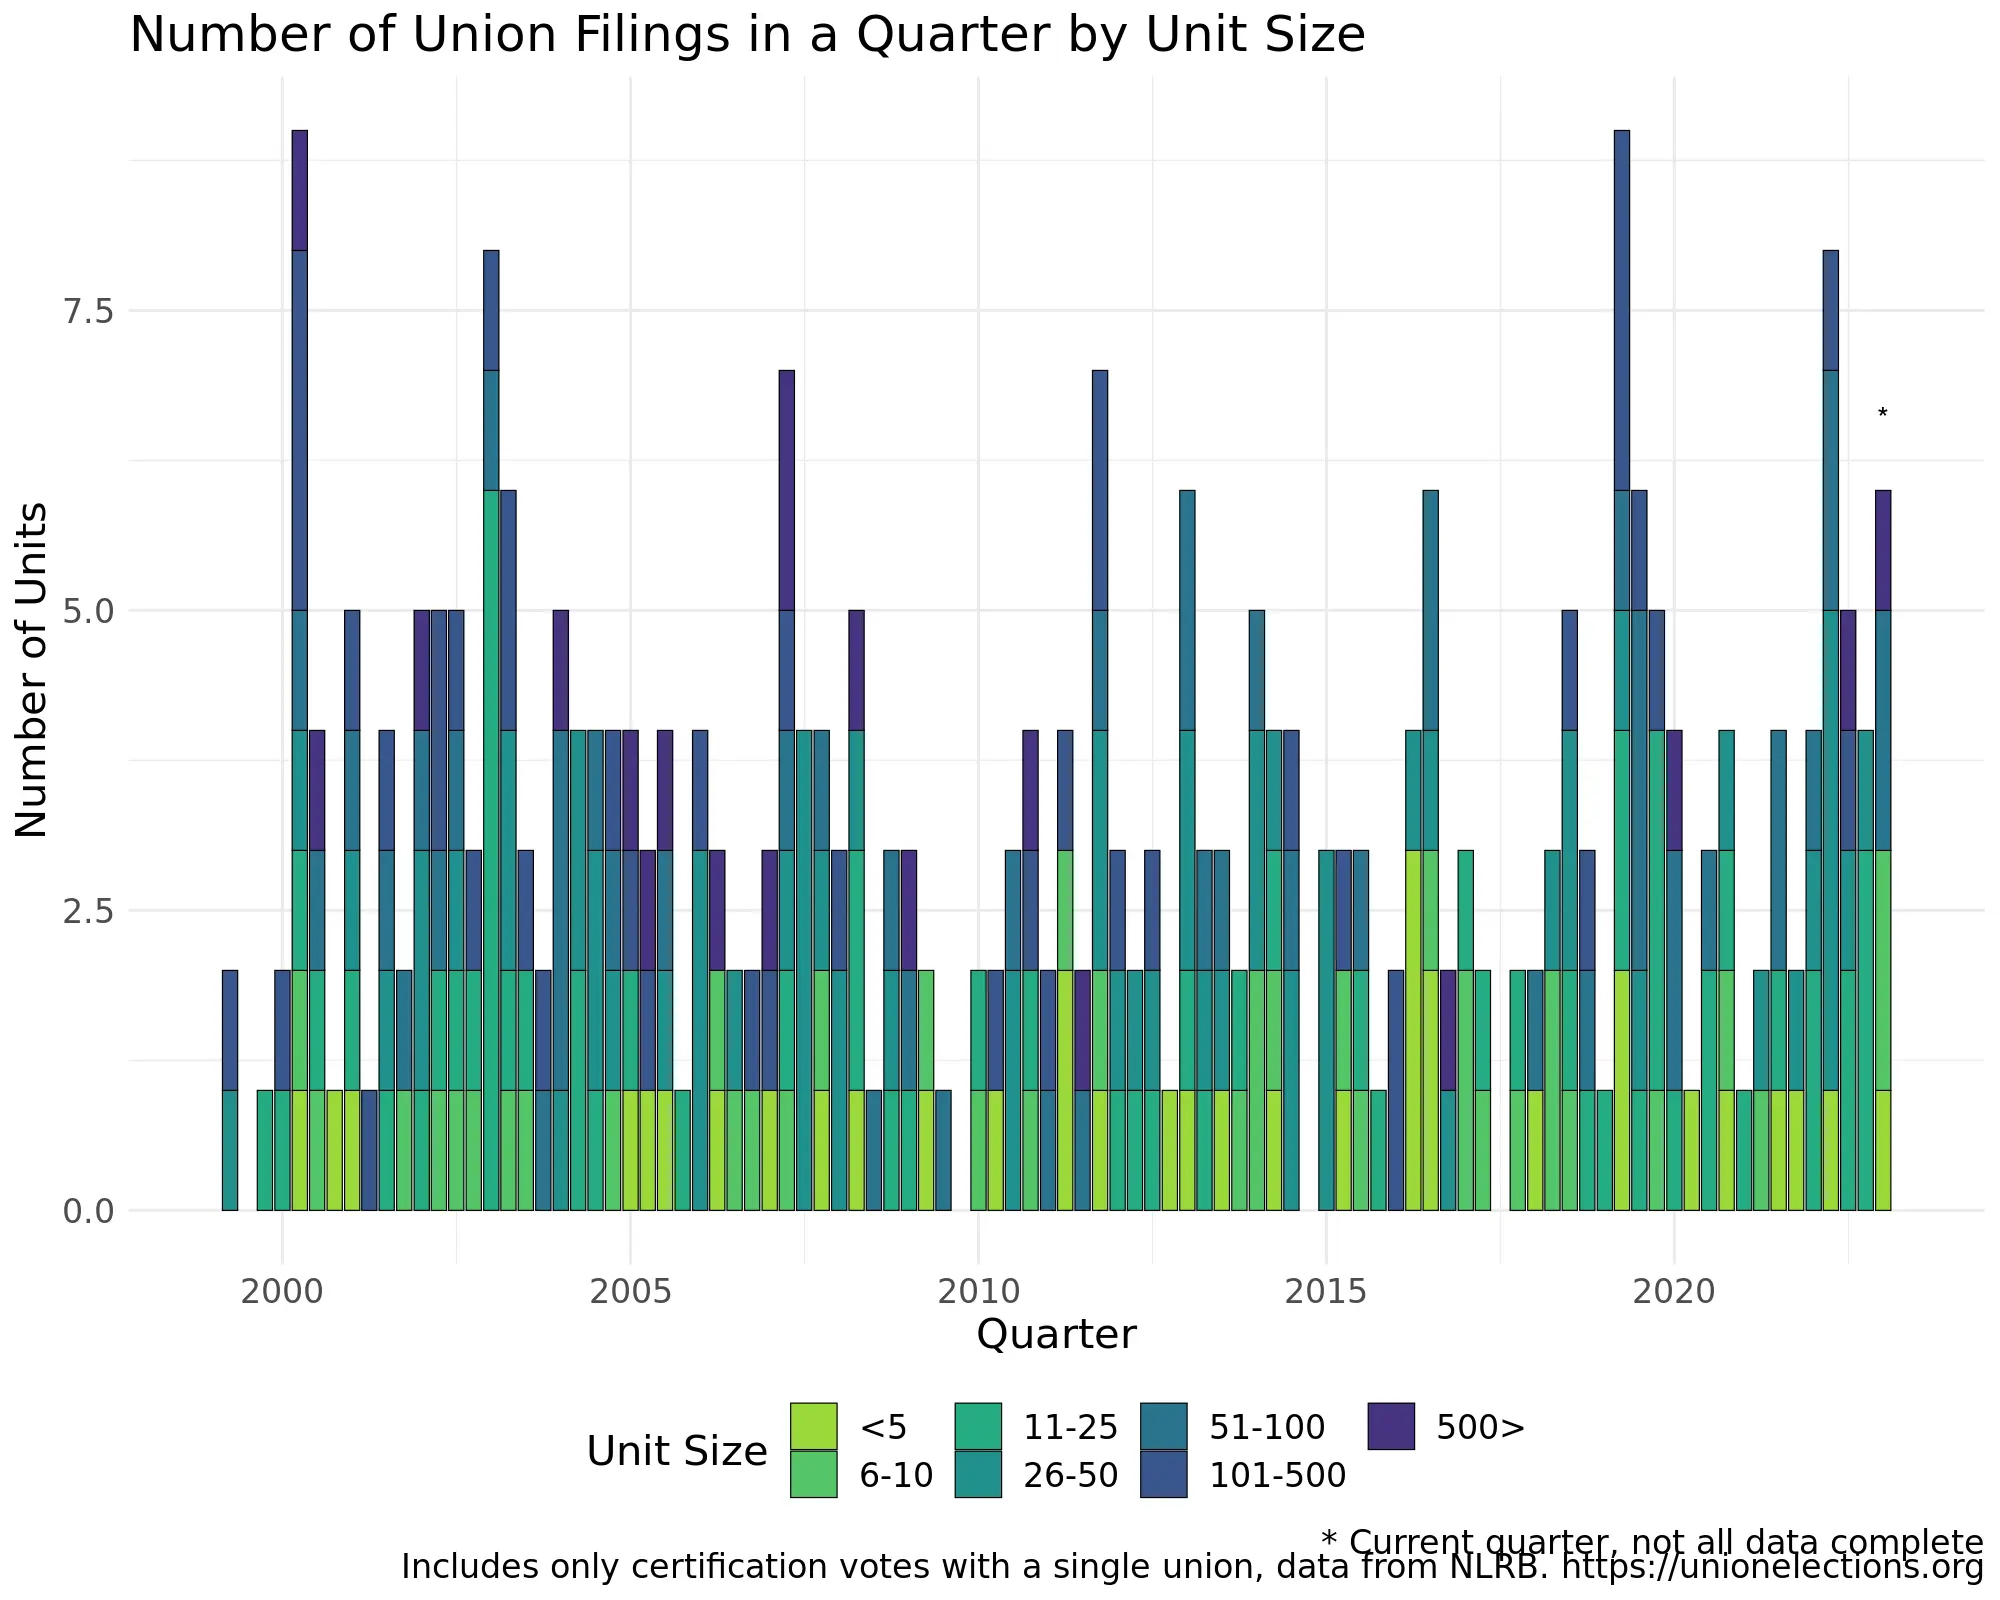 Number of Union Filings in a Quarter by Unit Size
Number of Units
7.5
5.0
2.5
0.0
*
2000 2005 2010 2015 2020
Quarter
Unit Size
<5 11-25 51-100 500>
6-10 26-50 101-500
* Current quarter, not all data complete
Includes only certification votes with a single union, data from NLRB. https://unionelections.org